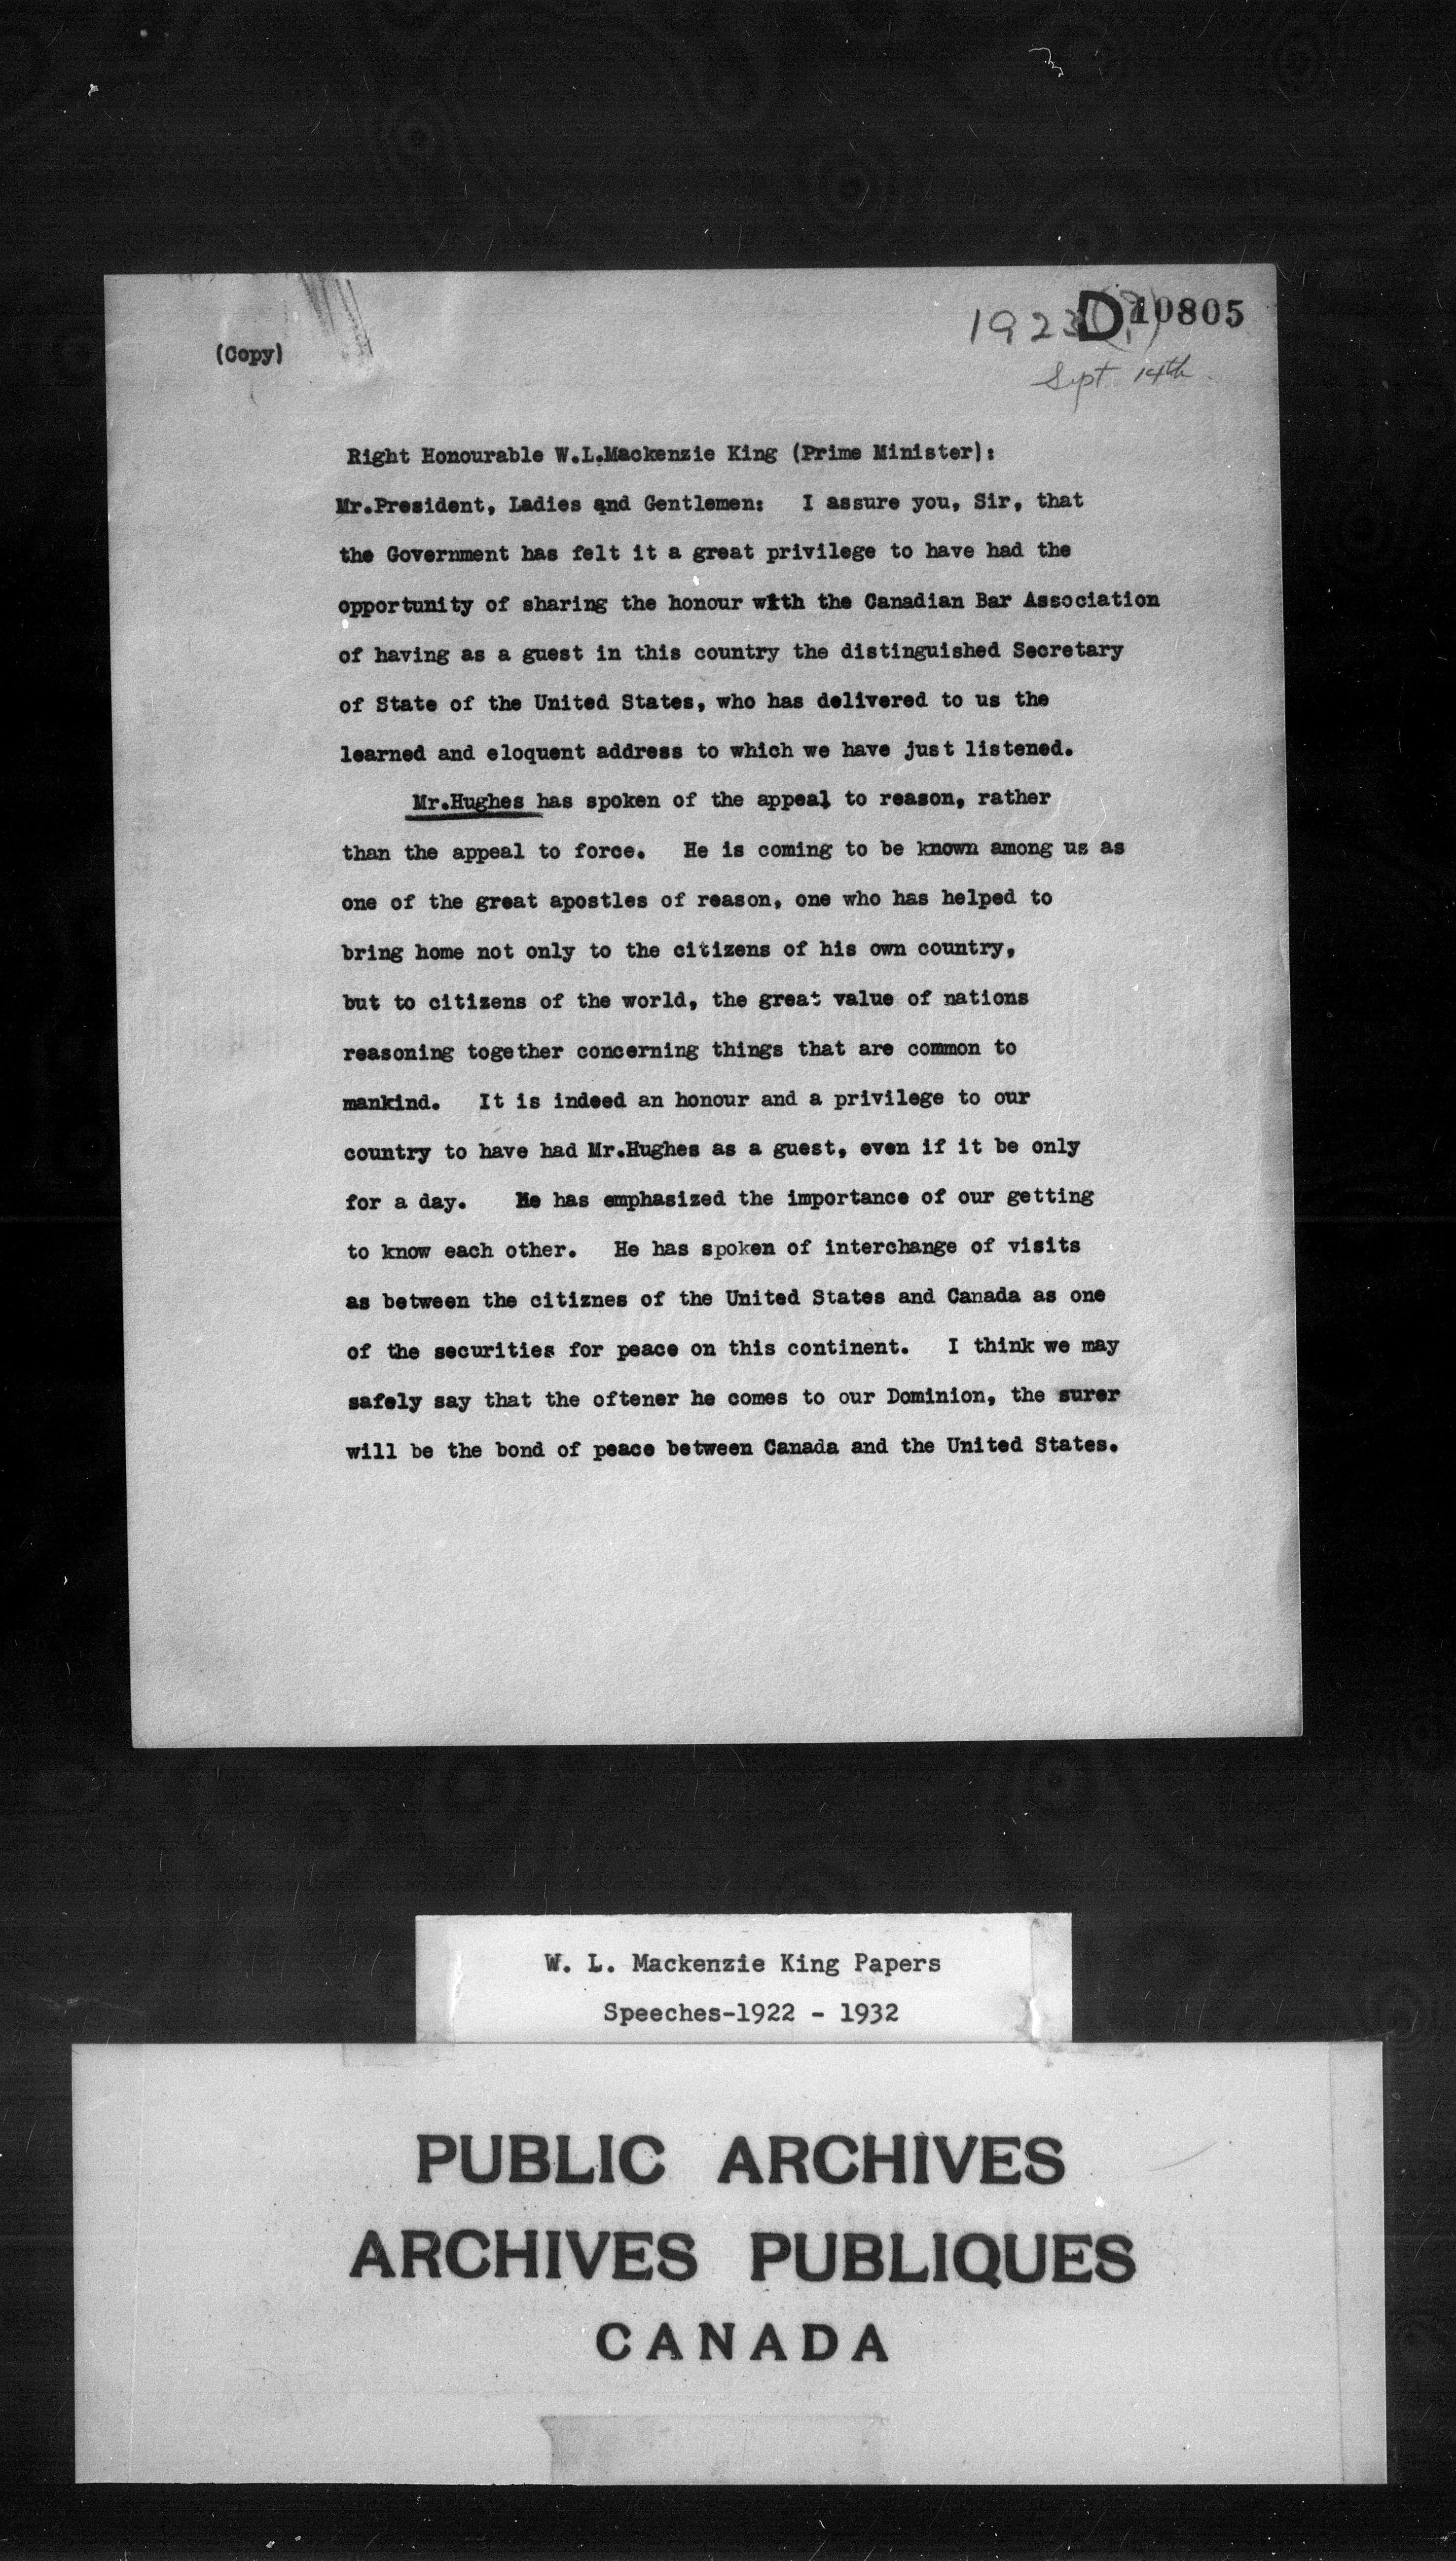 1923(?) D10805
(Copy)
Sept 14th.
Right Honourable W.L.Mackenzie King (Prime Minister):
Mr.President, Ladies and Gentlemen: I assure you, Sir, that
the Government has felt it a great privilege to have had the
opportunity of sharing the honour with the Canadian Bar Association
of having as a guest in this country the distinguished Secretary
of State of the United States, who has delivered to us the
learned and eloquent address to which we have just listened.
Mr.Hughes has spoken of the appeal to reason, rather
than the appeal to force. He is coming to be known among us as
one of the great apostles of reason, one who has helped to
bring home not only to the citizens of his own country,
but to citizens of the world, the great value of nations
reasoning together concerning things that are common to
mankind. It is indeed an honour and a privilege to our
country to have had Mr.Hughes as a guest, even if it be only
for a day. He has emphasized the importance of our getting
to know each other. He has spoken of interchange of visits
as between the citiznes of the United States and Canada as one
of the securities for peace on this continent. I think we may
safely say that the oftener he comes to our Dominion, the surer
will be the bond of peace between Canada and the United States.
W. L. Mackenzie King Papers
Speeches-1922 - 1932
PUBLIC ARCHIVES
ARCHIVES PUBLIQUES
CANADA